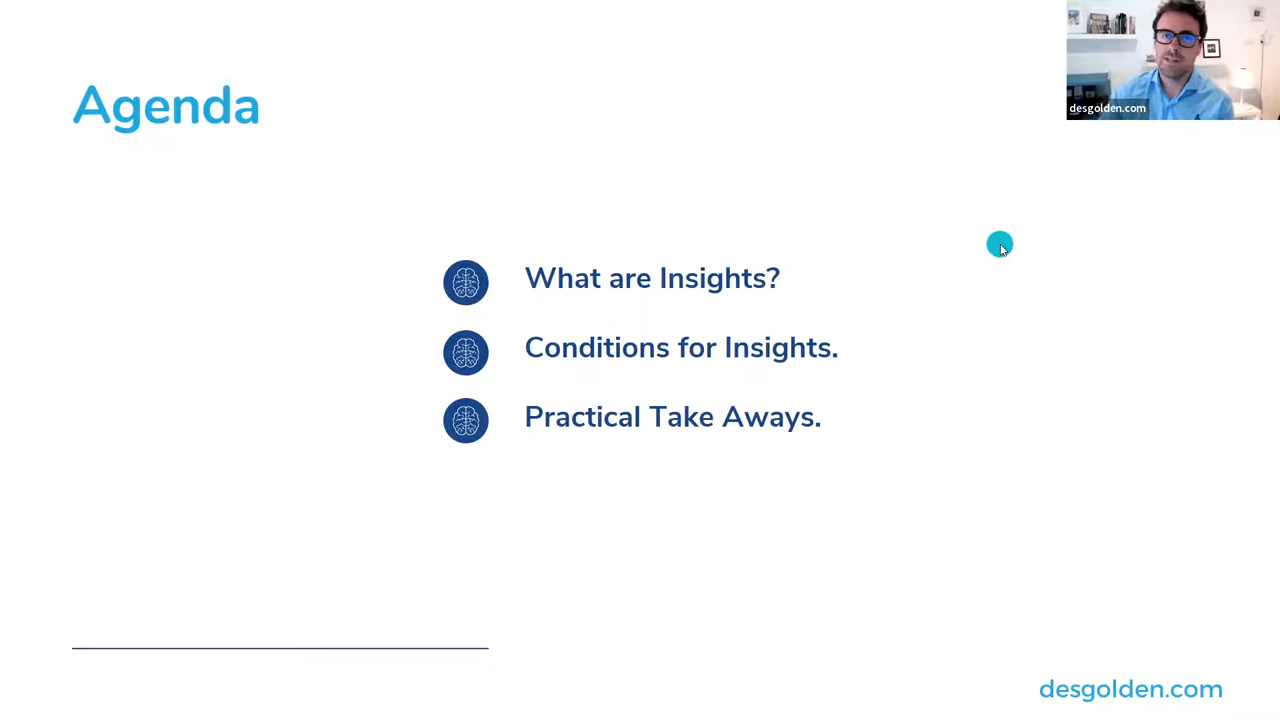 Agenda
desgolden.com
What are Insights?
Conditions for Insights.
Practical Take Aways.
desgolden.com